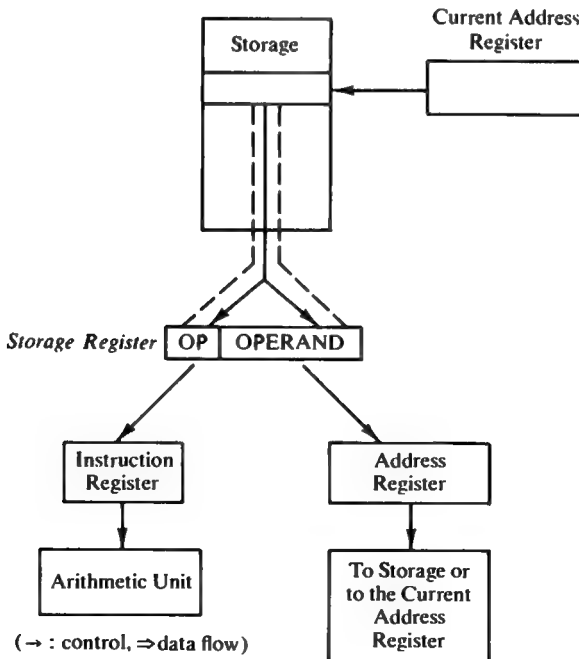 Current Address
Register
Storage
Storage Register
OP
OPERAND
Instruction
Register
Address
Register
Arithmetic Unit
To Storage or
to the Current
Address
Register
(→ : control, ⇒data flow)